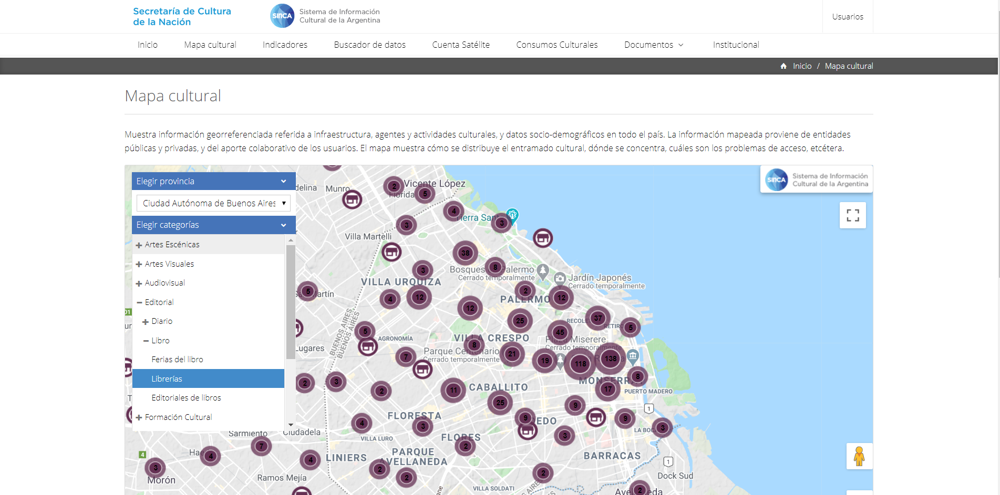 Secretaría de Cultura
de la Nación
SInCA
Sistema de Información
Cultural de la Argentina
Usuarios
Inicio
Mapa cultural
Indicadores
Buscador de datos
Cuenta Satélite
Consumos Culturales
Documentos
Institucional
Inicio / Mapa cultural
Mapa cultural
Muestra información georreferenciada referida a infraestructura, agentes y actividades culturales, y datos socio-demográficos en todo el país. La información mapeada proviene de entidades
públicas y privadas, y del aporte colaborativo de los usuarios. El mapa muestra cómo se distribuye el entramado cultural, dónde se concentra, cuáles son los problemas de acceso, etcétera.
Elegir provincia
Ciudad Autónoma de Buenos Aires
Elegir categorías
Artes Escénicas
Artes Visuales
Audiovisual
Editorial
Diario
Libro
Ferias del libro
Librerías
Editoriales de libros
Formación Cultural
SInCA
Sistema de Información
Cultural de la Argentina
delina
Munro
2
Vicente López
Florida
5
4
Tierra San
3
3
Villa Martelli
38
8
Bosques
Palermo
Cerrado temporalmente
Jardín Japonés
Cerrado temporalmente
3
VILLA URQUIZA
5
Martín
4
12
2
PALERMO
12
12
25
RECOLE
37
RETIRO
5
45
5
AGRONOMÍA
VILLA CRESPO
8
Plaza Miserere
Cerrado temporalmente
BUENOS AIRES
BUENOS AIRES
Lugares
7
Parque Centenario
Cerrado temporalmente
21
19
118
138
MONSERRA
8
17
PUERTO MADERO
2
3
2
11
CABALLITO
25
9
1
FLORESTA
4
3
VILLA LURO
9
EDO
9
LA BOC
3
3
Sarmiento
Ciudadela
FLORES
2
7
4
Hae
4
3
Morón
4
LINIERS
PARQUE
AVELLANEDA
2
2
BARRACAS
1
2
Dock Sud
Ramos Mejía
VILLA SOLDATI
2
Ave
eda